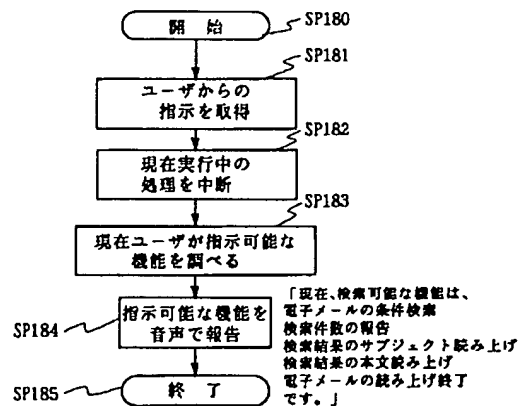 開 始
SP180
SP181
ユーザからの
指示を取得
SP182
現在実行中の
処理を中断
SP183
現在ユーザが指示可能な
機能を調べる
指示可能な機能を
音声で報告
SP184
「現在、検索可能な機能は、
電子メールの条件検索
検索件数の報告
検索結果のサブジェクト読み上げ
検索結果の本文読み上げ
電子メールの読み上げ終了
です。」
SP185
終 了